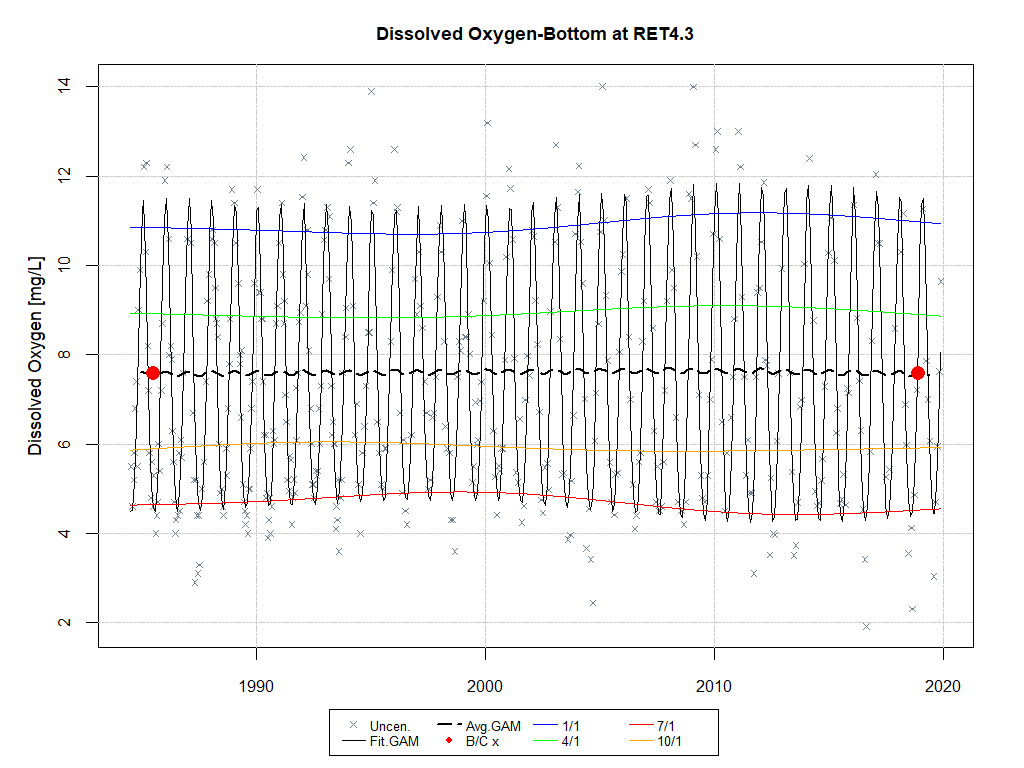 Dissolved Oxygen-Bottom at RET4.3
Dissolved Oxygen [mg/L]
14
12
10
8
6
4
2
1990 2000 2010 2020
Uncen. Avg.GAM 1/1 7/1
Fit.GAM B/C x 4/1 10/1